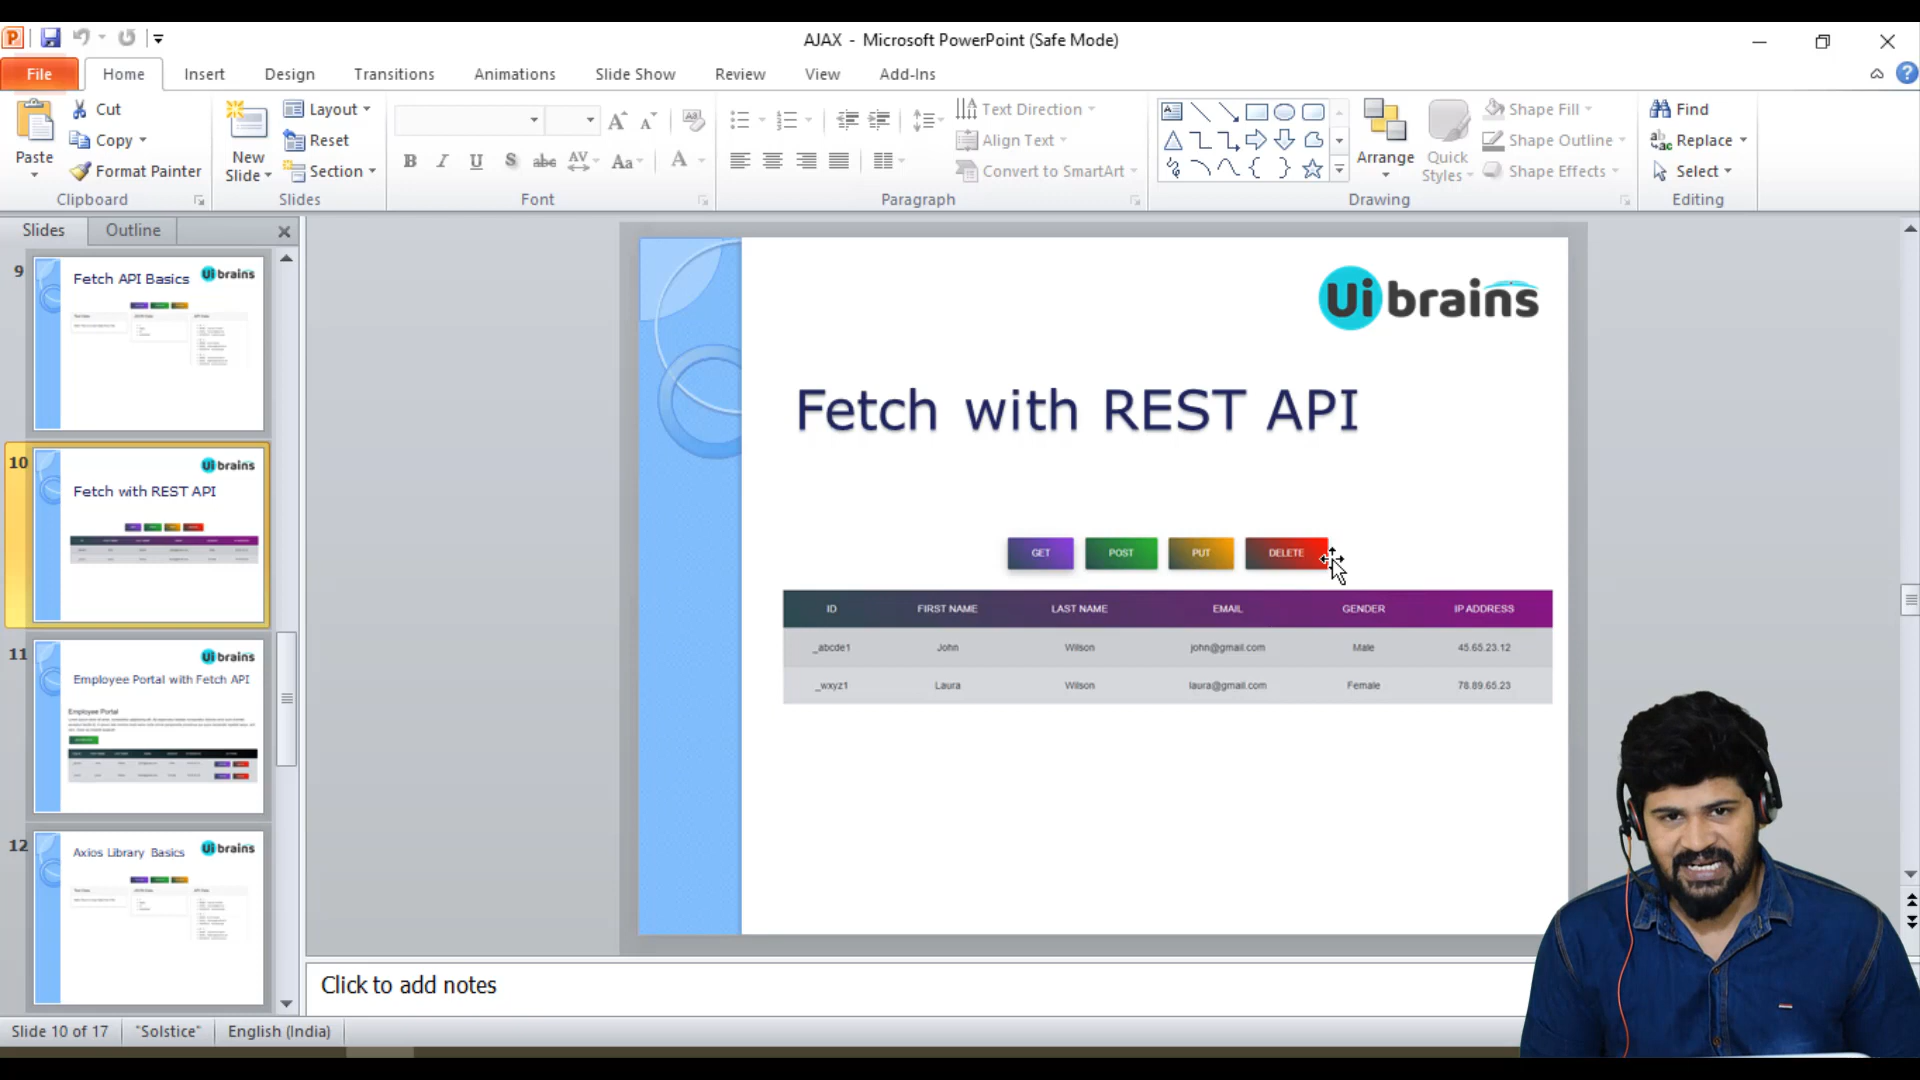 AJAX - Microsoft PowerPoint (Safe Mode)
File
Home
Insert
Design
Transitions
Animations
Slide Show
Review
View
Add-Ins
Paste
Cut
Copy
Format Painter
Clipboard
New
Slide
Layout
Reset
Section
Slides
Font
Text Direction
Align Text
Convert to SmartArt
Paragraph
Arrange
Quick
Styles
Shape Fill
Shape Outline
Shape Effects
Drawing
Find
Replace
Select
Editing
Slides
Outline
9
Fetch API Basics
Ui brains
10
Ui brains
Fetch with REST API
11
Ui brains
Employee Portal with Fetch API
Employee Portal
12
Axios Library Basics
Ui brains
Ui brains
Fetch with REST API
GET POST PUT DELETE
ID FIRST NAME LAST NAME EMAIL GENDER IP ADDRESS
_abcde1 John Wilson john@gmail.com Male 45.65.23.12
_wxyz1 Laura Wilson laura@gmail.com Female 78.89.65.23
Click to add notes
Slide 10 of 17
"Solstice"
English (India)